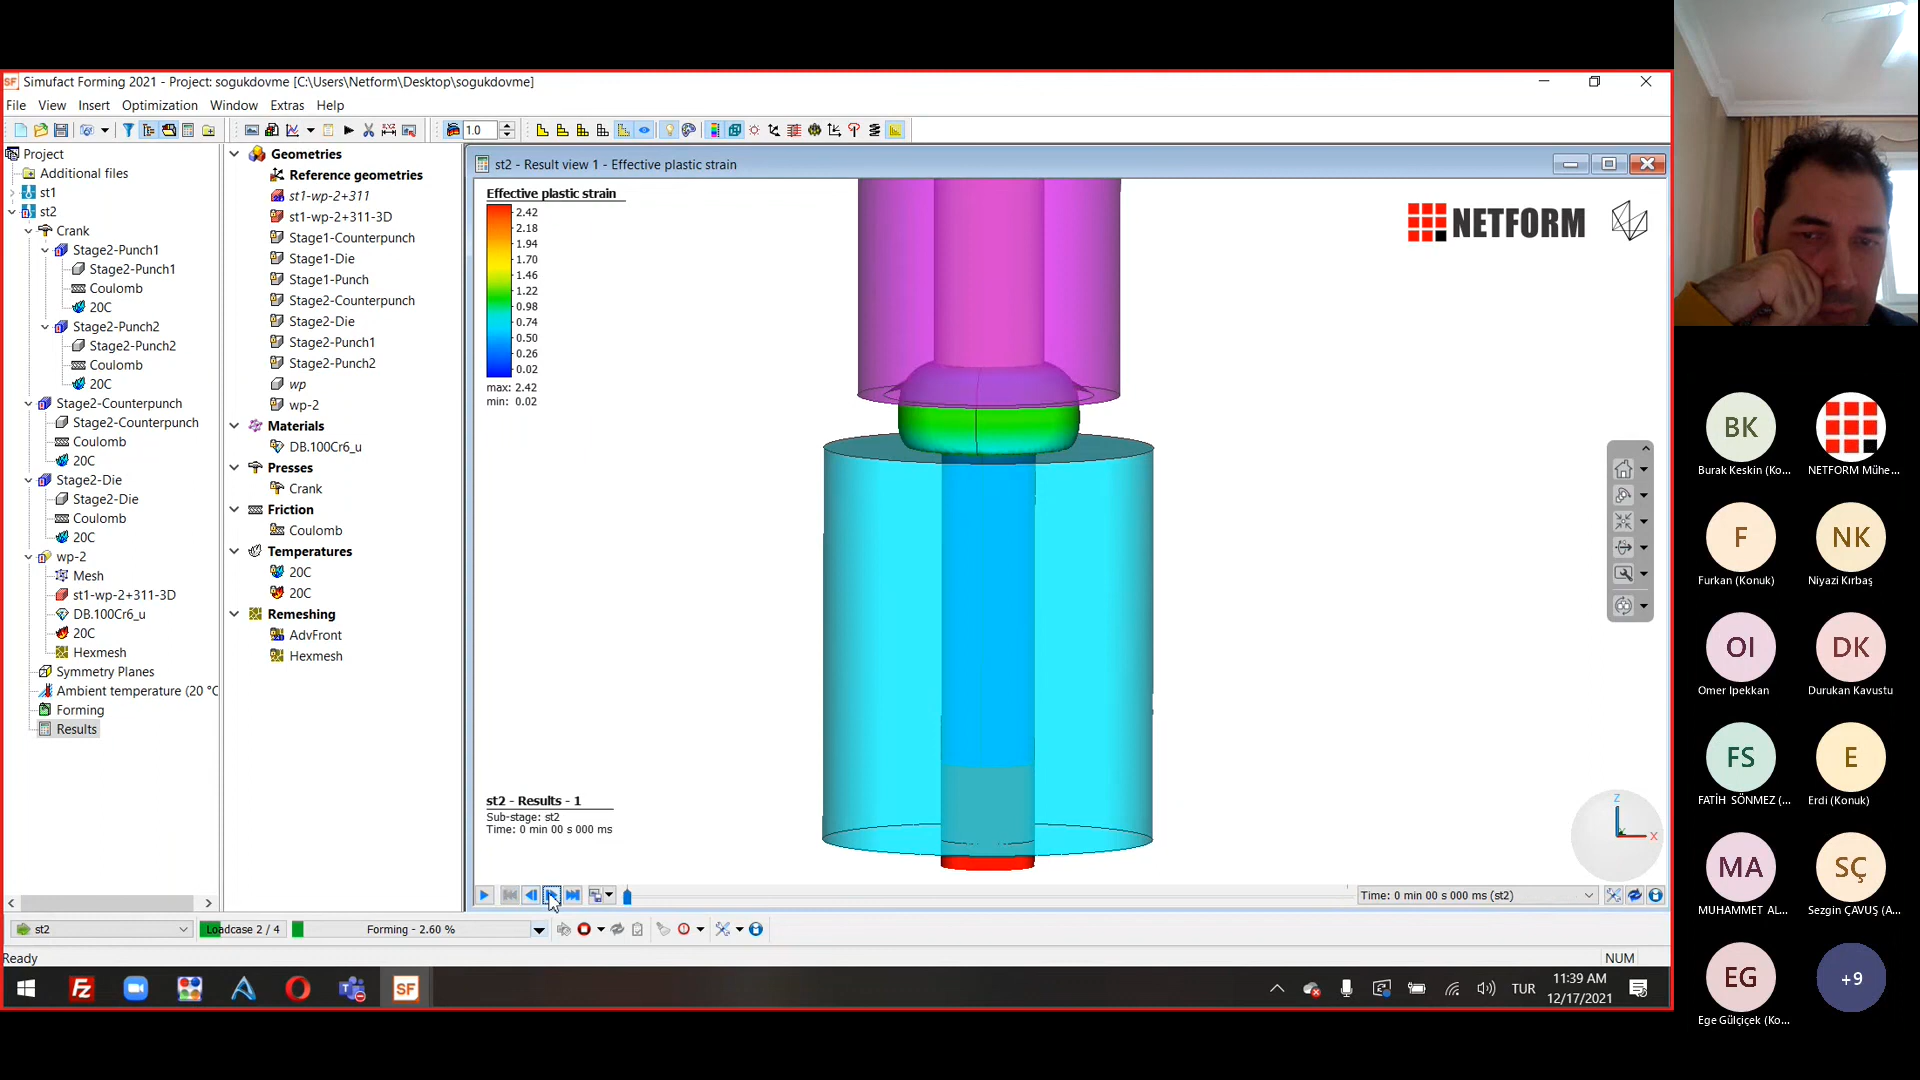 SF Simufact Forming 2021 - Project: sogukdovme [C:\Users\Netform\Desktop\sogukdovme]
File View Insert Optimization Window Extras Help
1.0
Project
Additional files
st1
st2
Crank
Stage2-Punch1
Stage2-Punch1
Coulomb
20C
Stage2-Punch2
Stage2-Punch2
Coulomb
20C
Stage2-Counterpunch
Stage2-Counterpunch
Coulomb
20C
Stage2-Die
Stage2-Die
Coulomb
20C
wp-2
Mesh
st1-wp-2+311-3D
DB.100Cr6_u
20C
Hexmesh
Symmetry Planes
Ambient temperature (20 °C
Forming
Results
Geometries
Reference geometries
st1-wp-2+311
st1-wp-2+311-3D
Stage1-Counterpunch
Stage1-Die
Stage1-Punch
Stage2-Counterpunch
Stage2-Die
Stage2-Punch1
Stage2-Punch2
wp
wp-2
Materials
DB.100Cr6_u
Presses
Crank
Friction
Coulomb
Temperatures
20C
20C
Remeshing
AdvFront
Hexmesh
st2 - Result view 1 - Effective plastic strain
Effective plastic strain
2.42
2.18
1.94
1.70
1.46
1.22
0.98
0.74
0.50
0.26
0.02
max: 2.42
min: 0.02
NETFORM
st2 - Results - 1
Sub-stage: st2
Time: 0 min 00 s 000 ms
Z
X
Time: 0 min 00 s 000 ms (st2)
st2
Loadcase 2 / 4
Forming - 2.60 %
Ready
NUM
TUR
11:39 AM
12/17/2021
BK
Burak Keskin (Ko...
NETFORM Mühe...
F
Furkan (Konuk)
NK
Niyazi Kırbaş
OI
Omer Ipekkan
DK
Durukan Kavustu
FS
FATİH SÖNMEZ (...
E
Erdi (Konuk)
MA
MUHAMMET AL...
SÇ
Sezgin ÇAVUŞ (A...
EG
Ege Gülçiçek (Ko...
+9